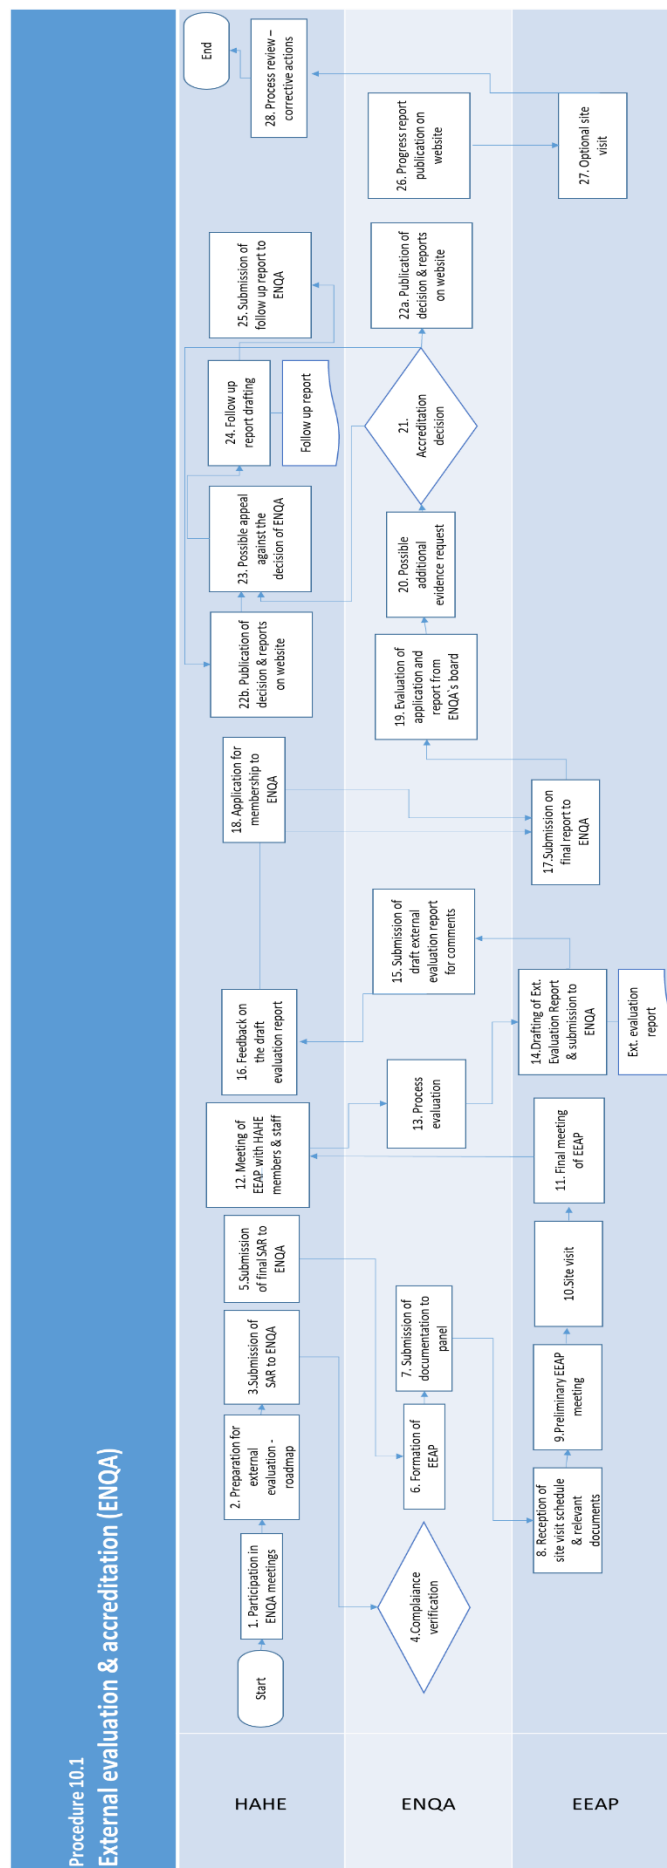 Procedure 10.1
External evaluation & accreditation (ENQA)
HAHE
Start
1. Participation in
ENQA meetings
2. Preparation for
external
evaluation -
roadmap
3.Submission of
SAR to ENQA
5.Submission
of final SAR to
ENQA
12. Meeting of
EEAP with HAHE
members & staff
16. Feedback on
the draft
evaluation report
18. Application for
membership to
ENQA
22b. Publication of
decision & reports
on website
23. Possible appeal
against the
decision of ENQA
24. Follow up
report drafting
Follow up report
25. Submission of
follow up report to
ENQA
28. Process review –
corrective actions
End
ENQA
4.Complaiance
verification
6. Formation of
EEAP
7. Submission of
documentation to
panel
13. Process
evaluation
15. Submission of
draft external
evaluation report
for comments
19. Evaluation of
application and
report from
ENQA`s board
20. Possible
additional
evidence request
21.
Accreditation
decision
22a. Publication of
decision & reports
on website
26. Progress report
publication on
website
EEAP
8. Reception of
site visit schedule
& relevant
documents
9.Preliminary EEAP
meeting
10.Site visit
11. Final meeting
of EEAP
14.Drafting of Ext.
Evaluation Report
& submission to
ENQA
Ext. evaluation
report
17.Submission on
final report to
ENQA
27. Optional site
visit